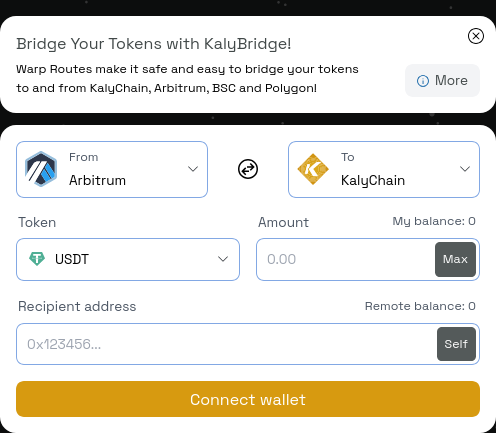 Bridge Your Tokens with KalyBridge!
Warp Routes make it safe and easy to bridge your tokens
to and from KalyChain, Arbitrum, BSC and Polygon!
More
From
Arbitrum
To
KalyChain
Token
Amount
My balance: 0
USDT
0.00
Max
Recipient address
Remote balance: 0
0x123456...
Self
Connect wallet